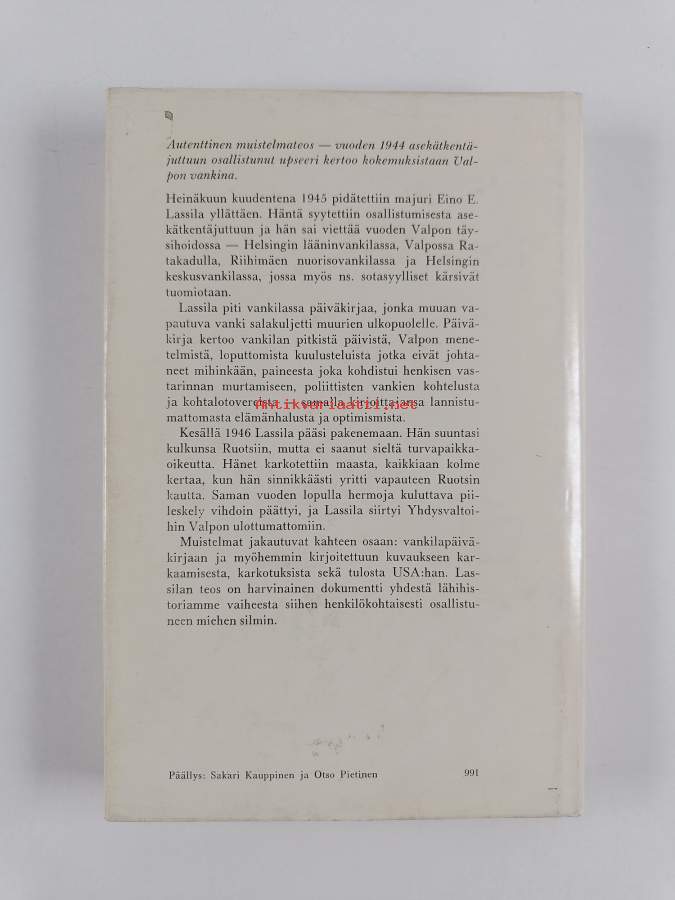 Autenttinen muistelmateos — vuoden 1944 asekätkentä-
juttuun osallistunut upseeri kertoo kokemuksistaan Val-
pon vankina.
Heinäkuun kuudentena 1945 pidätettiin majuri Eino E.
Lassila yllättäen. Häntä syytettiin osallistumisesta ase-
kätkentäjuttuun ja hän sai viettää vuoden Valpon täy-
sihoidossa — Helsingin lääninvankilassa, Valpossa Ra-
takadulla, Riihimäen nuorisovankilassa ja Helsingin
keskusvankilassa, jossa myös ns. sotasyylliset kärsivät
tuomiotaan.
Lassila piti vankilassa päiväkirjaa, jonka muuan va-
pautuva vanki salakuljetti muurien ulkopuolelle. Päivä-
kirja kertoo vankilan pitkistä päivistä, Valpon mene-
telmistä, loputtomista kuulusteluista jotka eivät johta-
neet mihinkään, paineesta joka kohdistui henkisen vas-
tarinnan murtamiseen, poliittisten vankien kohtelusta
ja kohtalotovereista — samalla kirjoittajansa lannistu-
mattomasta elämänhalusta ja optimismista.
Antikvariaatti.net
Kesällä 1946 Lassila pääsi pakenemaan. Hän suuntasi
kulkunsa Ruotsiin, mutta ei saanut sieltä turvapaikka-
oikeutta. Hänet karkotettiin maasta, kaikkiaan kolme
kertaa, kun hän sinnikkäästi yritti vapauteen Ruotsin
kautta. Saman vuoden lopulla hermoja kuluttava pii-
leskely vihdoin päättyi, ja Lassila siirtyi Yhdysvaltoi-
hin Valpon ulottumattomiin.
Muistelmat jakautuvat kahteen osaan: vankilapäivä-
kirjaan ja myöhemmin kirjoitettuun kuvaukseen kar-
kaamisesta, karkotuksista sekä tulosta USA:han. Las-
silan teos on harvinainen dokumentti yhdestä lähihis-
toriamme vaiheesta siihen henkilökohtaisesti osallistu-
neen miehen silmin.
Päällys: Sakari Kauppinen ja Otso Pietinen
991